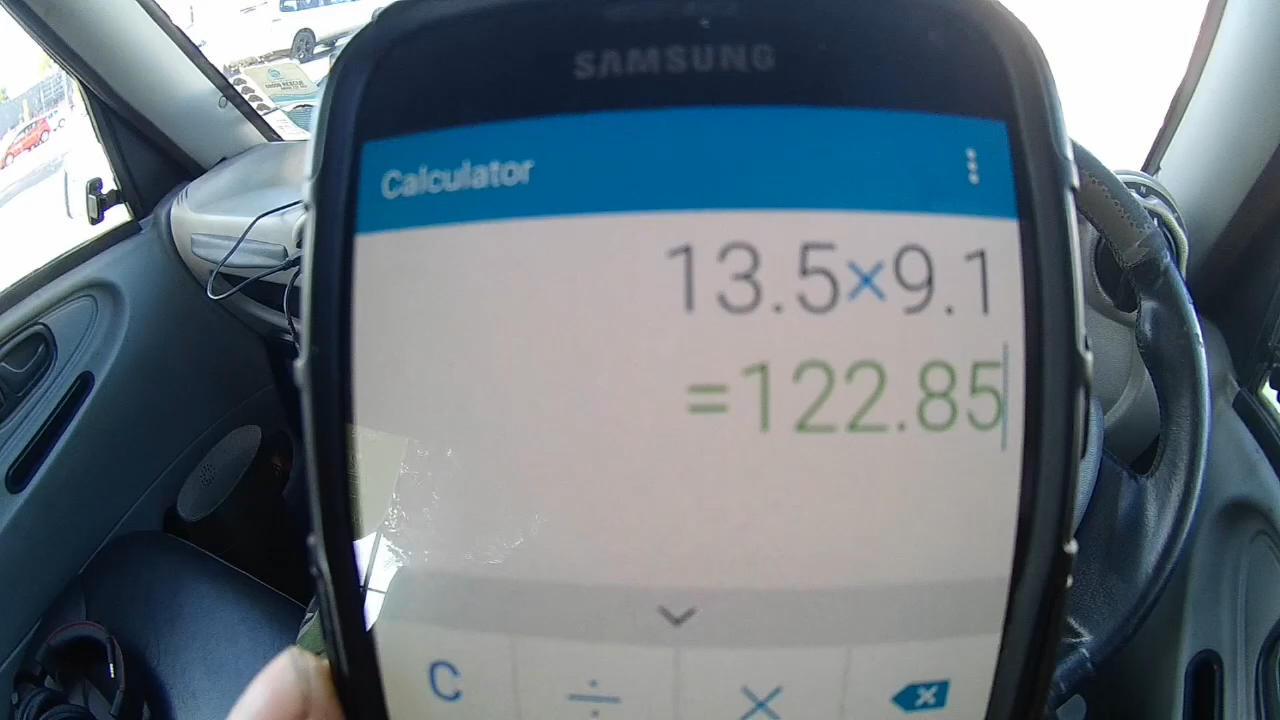 SAMSUNG
Calculator
13.5×9.1
=122.85
C
÷
×